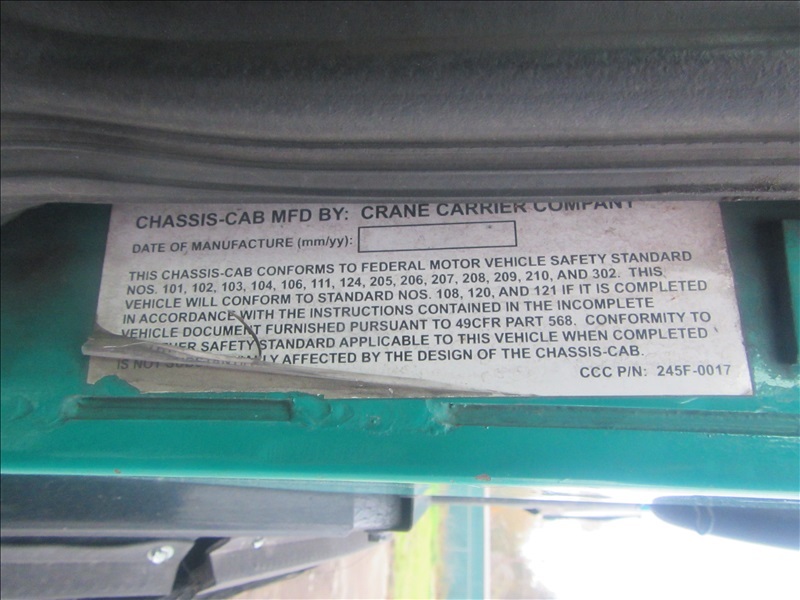 CHASSIS-CAB MFD BY: CRANE CARRIER COMPANY
DATE OF MANUFACTURE (mm/yy):
THIS CHASSIS-CAB CONFORMS TO FEDERAL MOTOR VEHICLE SAFETY STANDARD
NOS. 101, 102, 103, 104, 106, 111, 124, 205, 206, 207, 208, 209, 210, AND 302. THIS
VEHICLE WILL CONFORM TO STANDARD NOS. 108, 120, AND 121 IF IT IS COMPLETED
IN ACCORDANCE WITH THE INSTRUCTIONS CONTAINED IN THE INCOMPLETE
VEHICLE DOCUMENT FURNISHED PURSUANT TO 49CFR PART 568. CONFORMITY TO
SAFETY STANDARD APPLICABLE TO THIS VEHICLE WHEN COMPLETED
IS NOT AFFECTED BY THE DESIGN OF THE CHASSIS-CAB.
CCC P/N: 245F-0017